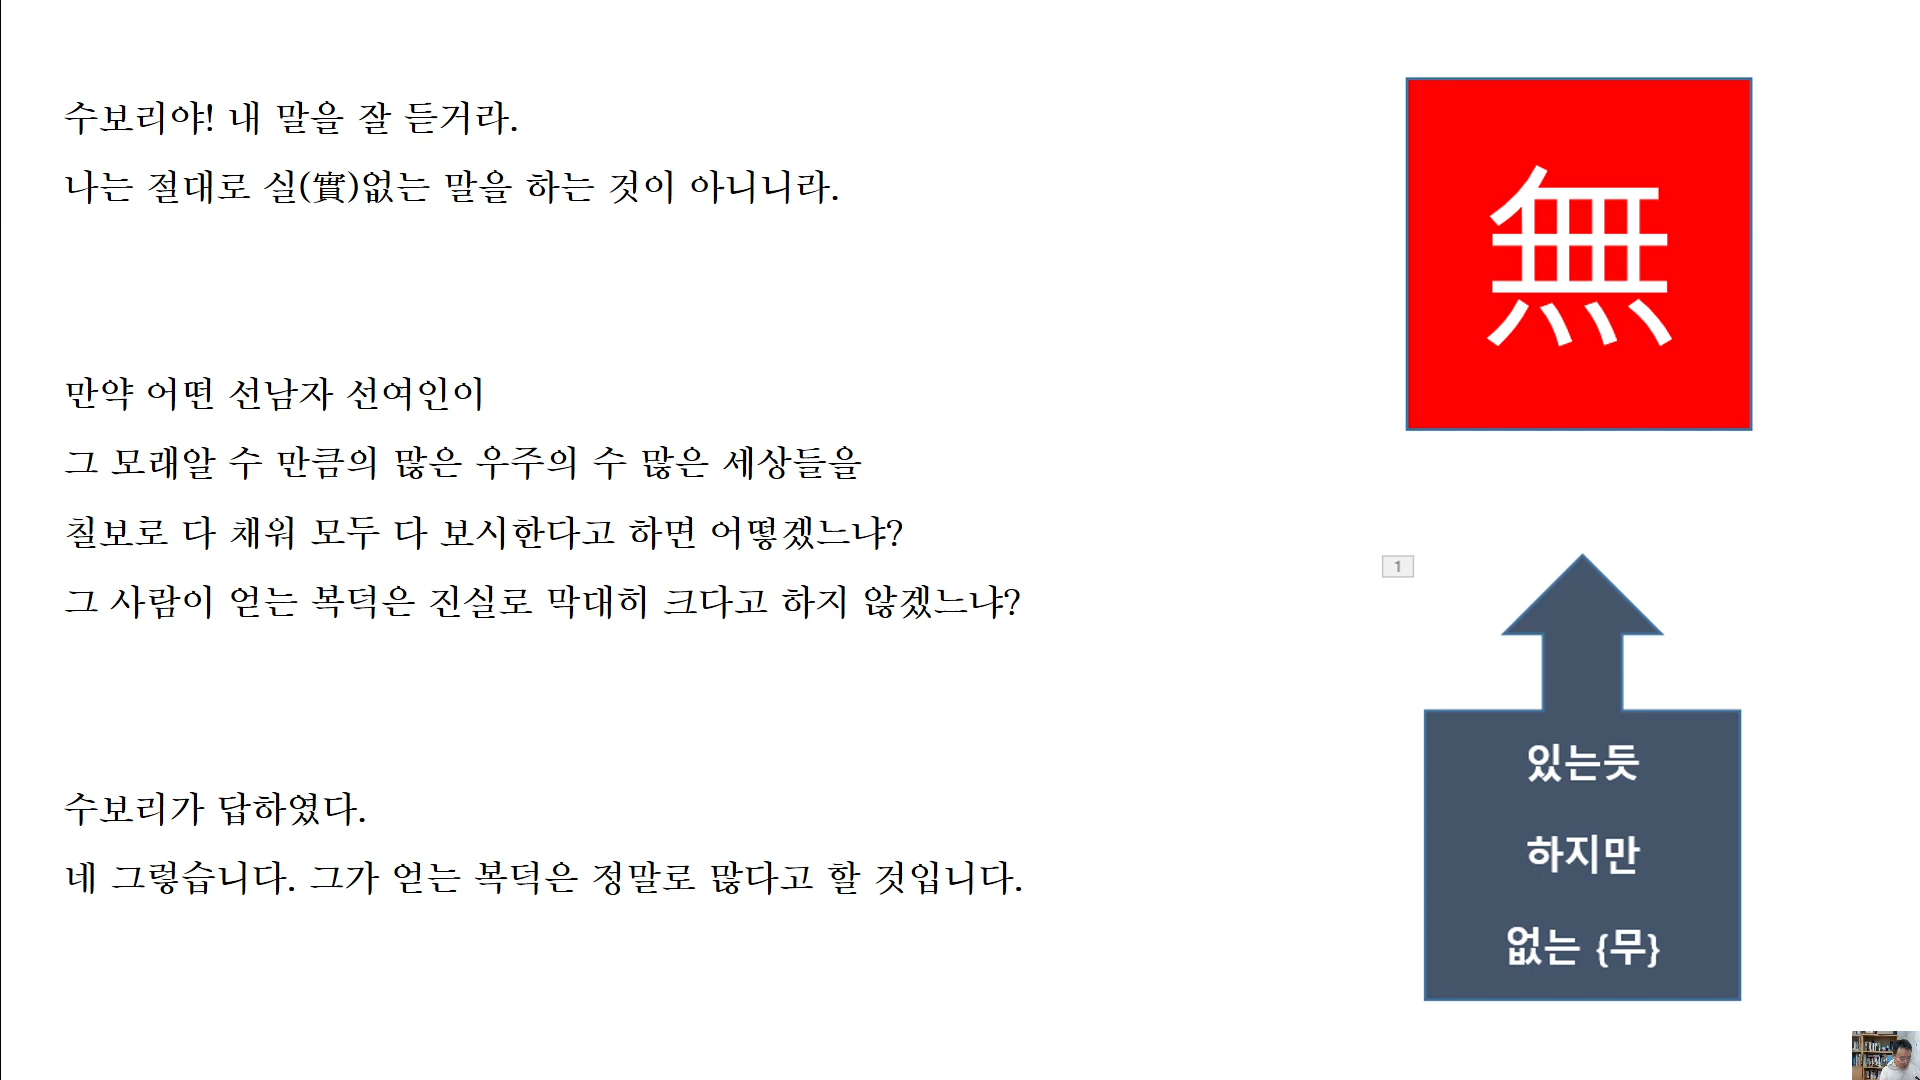 수보리야! 내 말을 잘 듣거라.
나는 절대로 실(實)없는 말을 하는 것이 아니니라.
만약 어떤 선남자 선여인이
그 모래알 수 만큼의 많은 우주의 수 많은 세상들을
칠보로 다 채워 모두 다 보시한다고 하면 어떻겠느냐?
그 사람이 얻는 복덕은 진실로 막대히 크다고 하지 않겠느냐?
수보리가 답하였다.
네 그렇습니다. 그가 얻는 복덕은 정말로 많다고 할 것입니다.
無
1
있는듯
하지만
없는 {무}